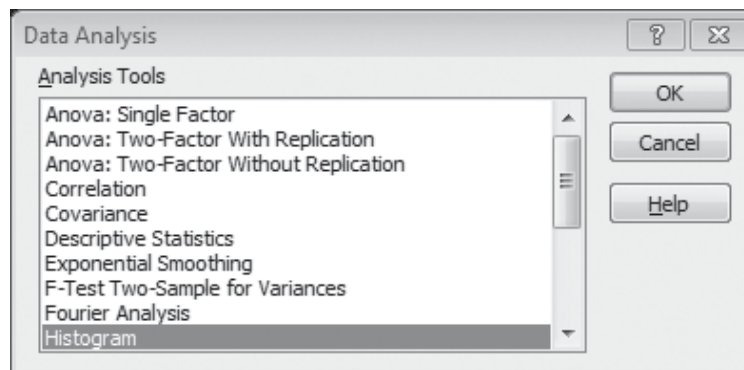 Data Analysis
?
Analysis Tools
Anova: Single Factor
Anova: Two-Factor With Replication
Anova: Two-Factor Without Replication
Correlation
Covariance
Descriptive Statistics
Exponential Smoothing
F-Test Two-Sample for Variances
Fourier Analysis
Histogram
OK
Cancel
Help